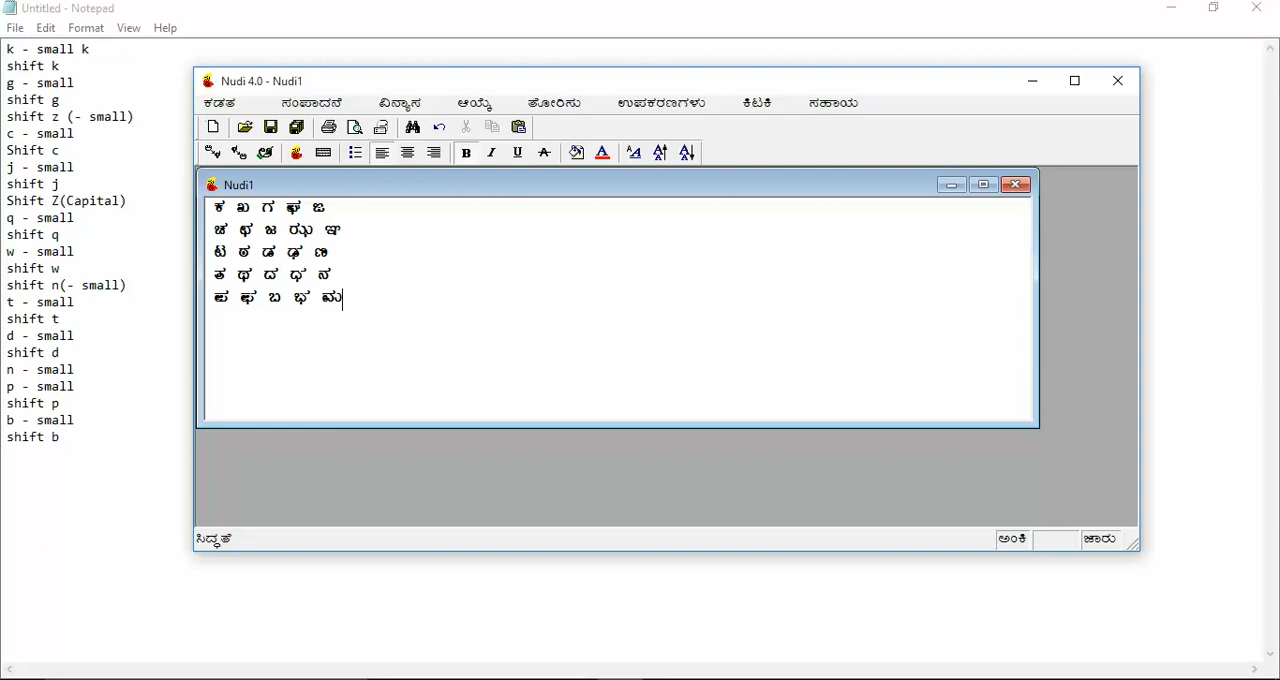 Untitled - Notepad
File Edit Format View Help
k - small k
shift k
g - small
shift g
shift z (- small)
c - small
Shift c
j - small
shift j
Shift Z(Capital)
q - small
shift q
w - small
shift w
shift n(- small)
t - small
shift t
d - small
shift d
n - small
p - small
shift p
b - small
shift b
Nudi 4.0 - Nudi1
ಕಡತ ಸಂಪಾದನೆ ವಿನ್ಯಾಸ ಆಯ್ಕೆ ತೋರಿಸು ಉಪಕರಣಗಳು ಕಿಟಕಿ ಸಹಾಯ
B I U A
Nudi1
ಕ ಖ ಗ ಘ ಙ
ಚ ಛ ಜ ಝ ಞ
ಟ ಠ ಡ ಢ ಣ
ತ ಥ ದ ಧ ನ
ಪ ಫ ಬ ಭ ಮ
ಸಿದ್ಧತೆ ಅಂಕಿ ಜಾರು